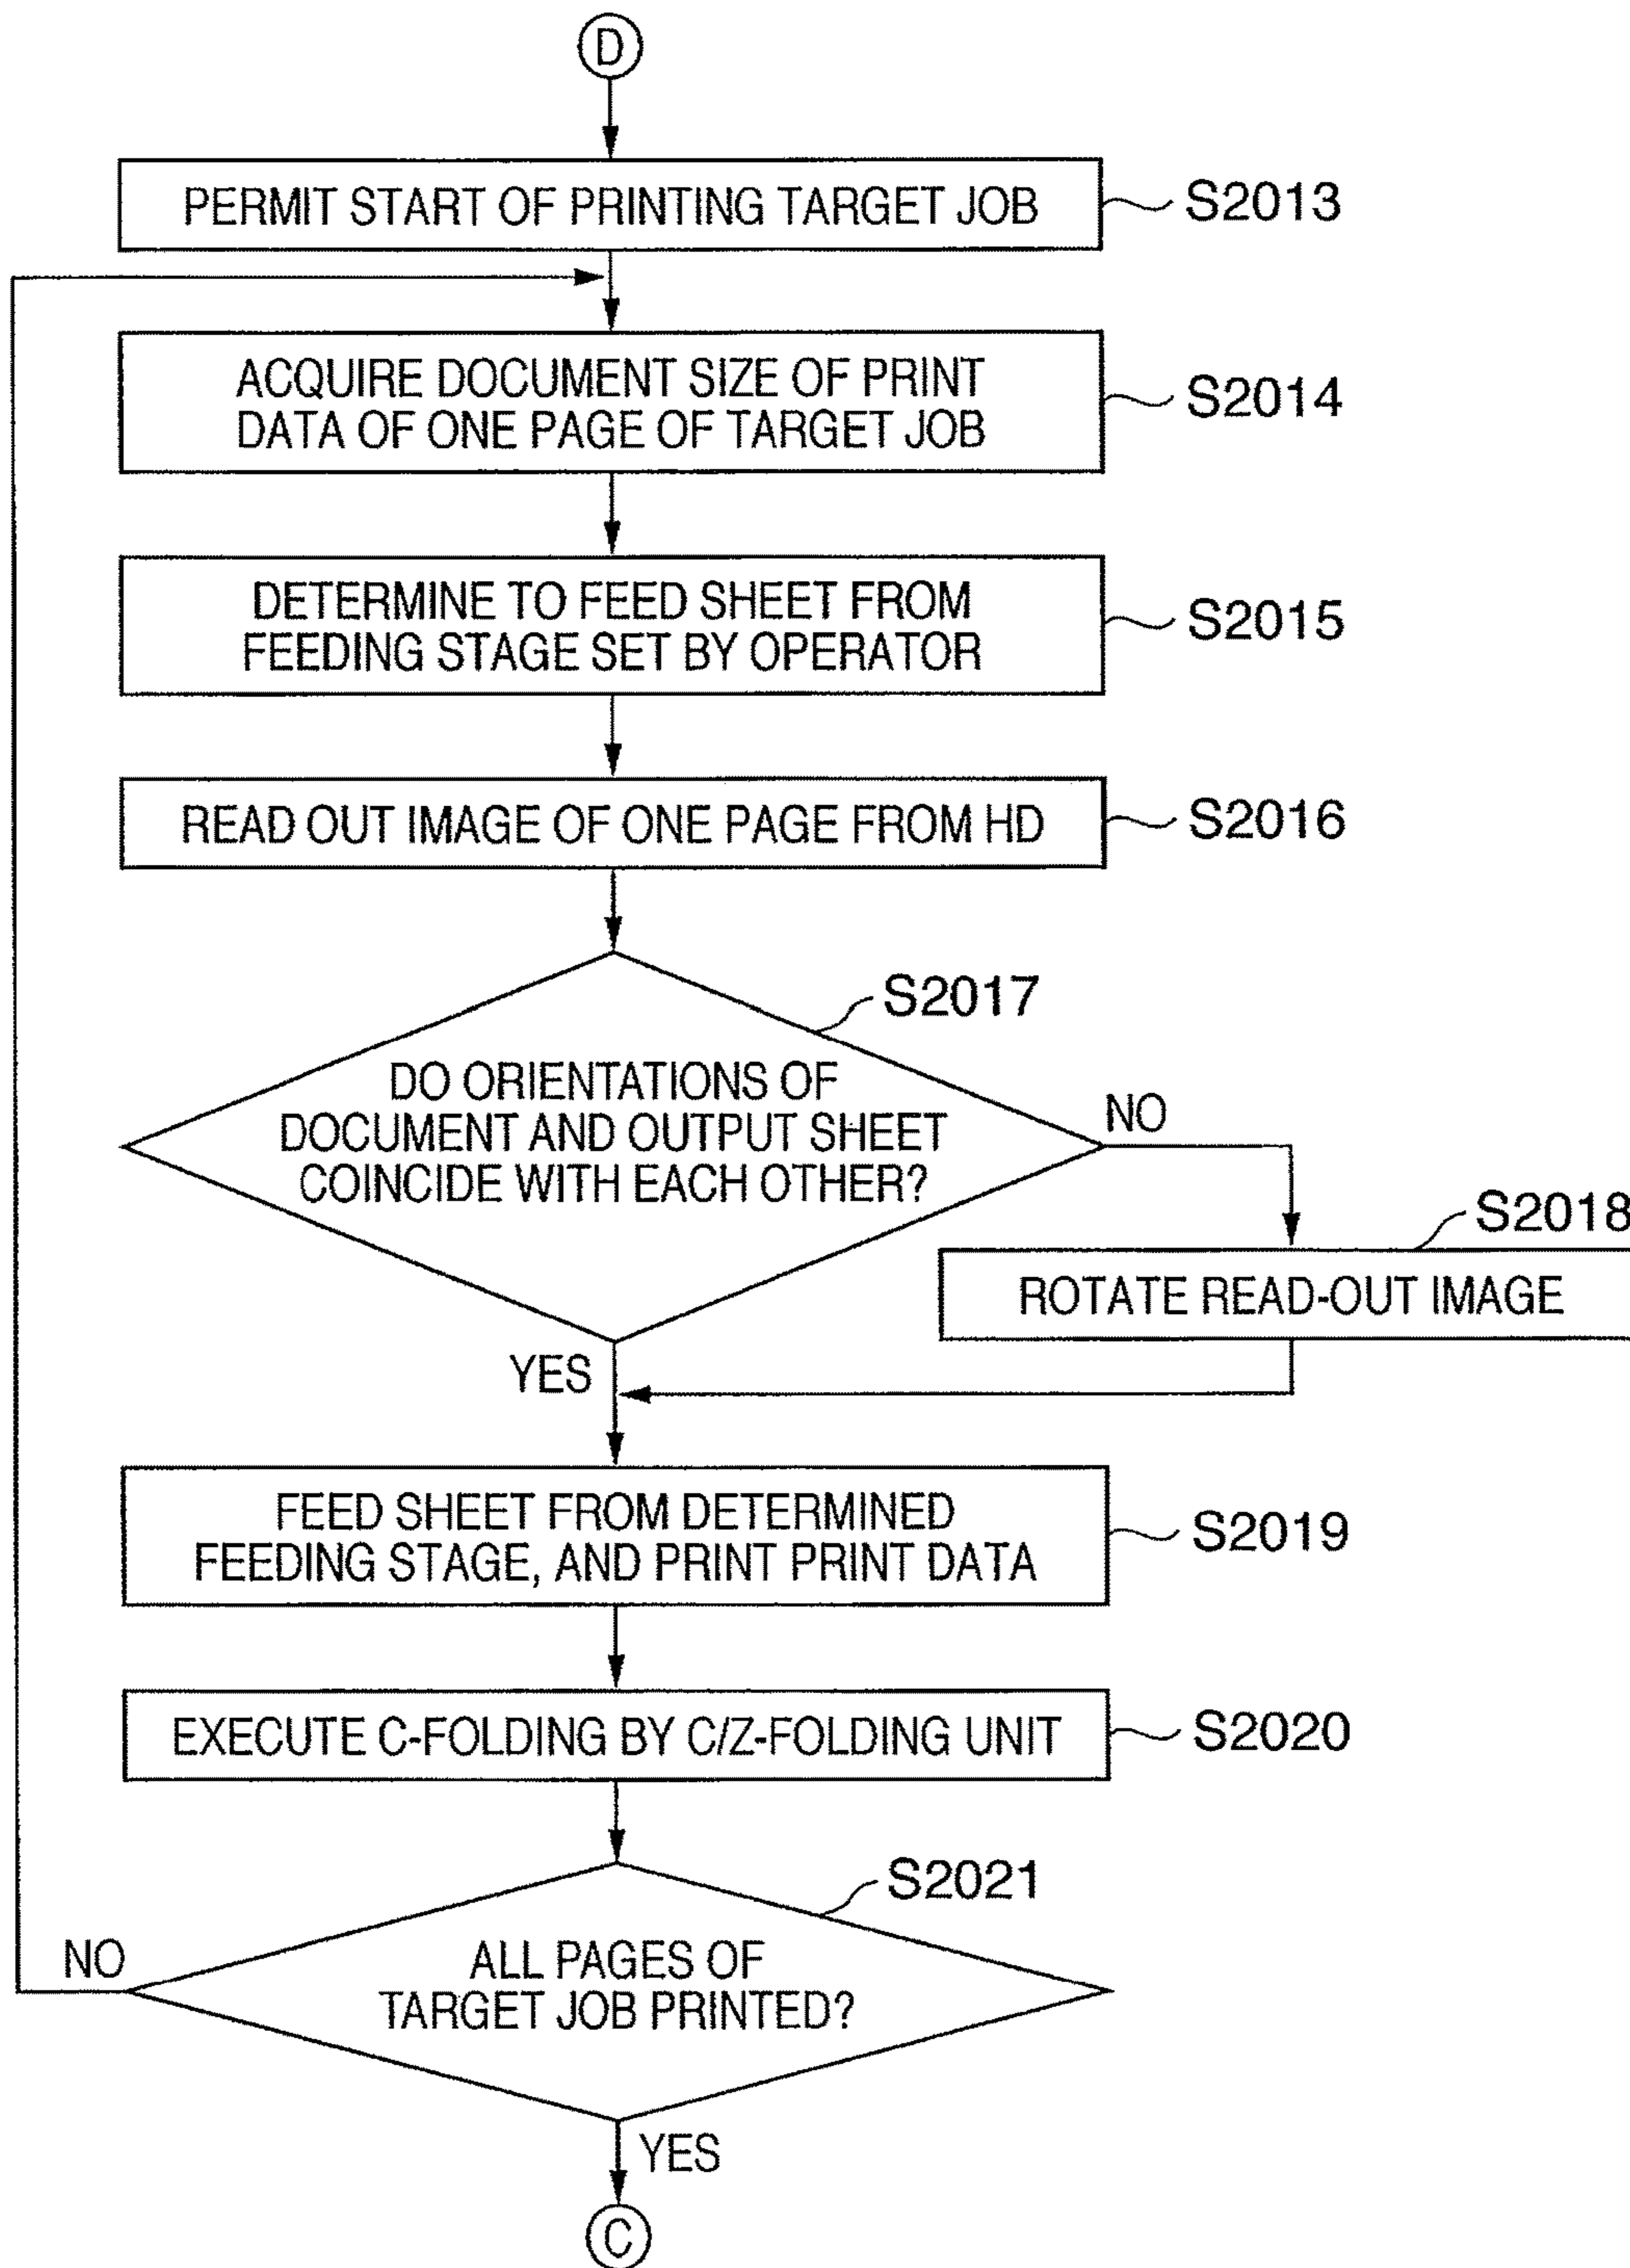 D
PERMIT START OF PRINTING TARGET JOB
S2013
ACQUIRE DOCUMENT SIZE OF PRINT
DATA OF ONE PAGE OF TARGET JOB
S2014
DETERMINE TO FEED SHEET FROM
FEEDING STAGE SET BY OPERATOR
S2015
READ OUT IMAGE OF ONE PAGE FROM HD
S2016
S2017
DO ORIENTATIONS OF
DOCUMENT AND OUTPUT SHEET
COINCIDE WITH EACH OTHER?
NO
S2018
ROTATE READ-OUT IMAGE
YES
FEED SHEET FROM DETERMINED
FEEDING STAGE, AND PRINT PRINT DATA
S2019
EXECUTE C-FOLDING BY C/Z-FOLDING UNIT
S2020
S2021
ALL PAGES OF
TARGET JOB PRINTED?
NO
YES
C